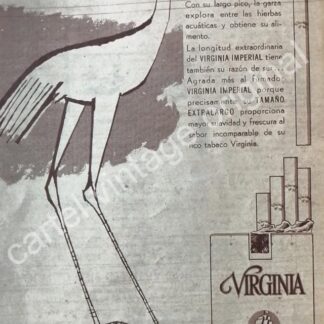 Con su largo pico, la garza
explora entre las hierbas
acuáticas y obtiene su ali-
mento.
La longitud extraordinaria
del VIRGINIA IMPERIAL tiene
también su razón de
Agrada más al fumador
VIRGINIA IMPERIAL porque
precisamente su TAMAÑO
EXTRALARGO proporciona
mayor suavidad y frescura al
sabor incomparable de su
rico tabaco Virginia.
VIRGINIA